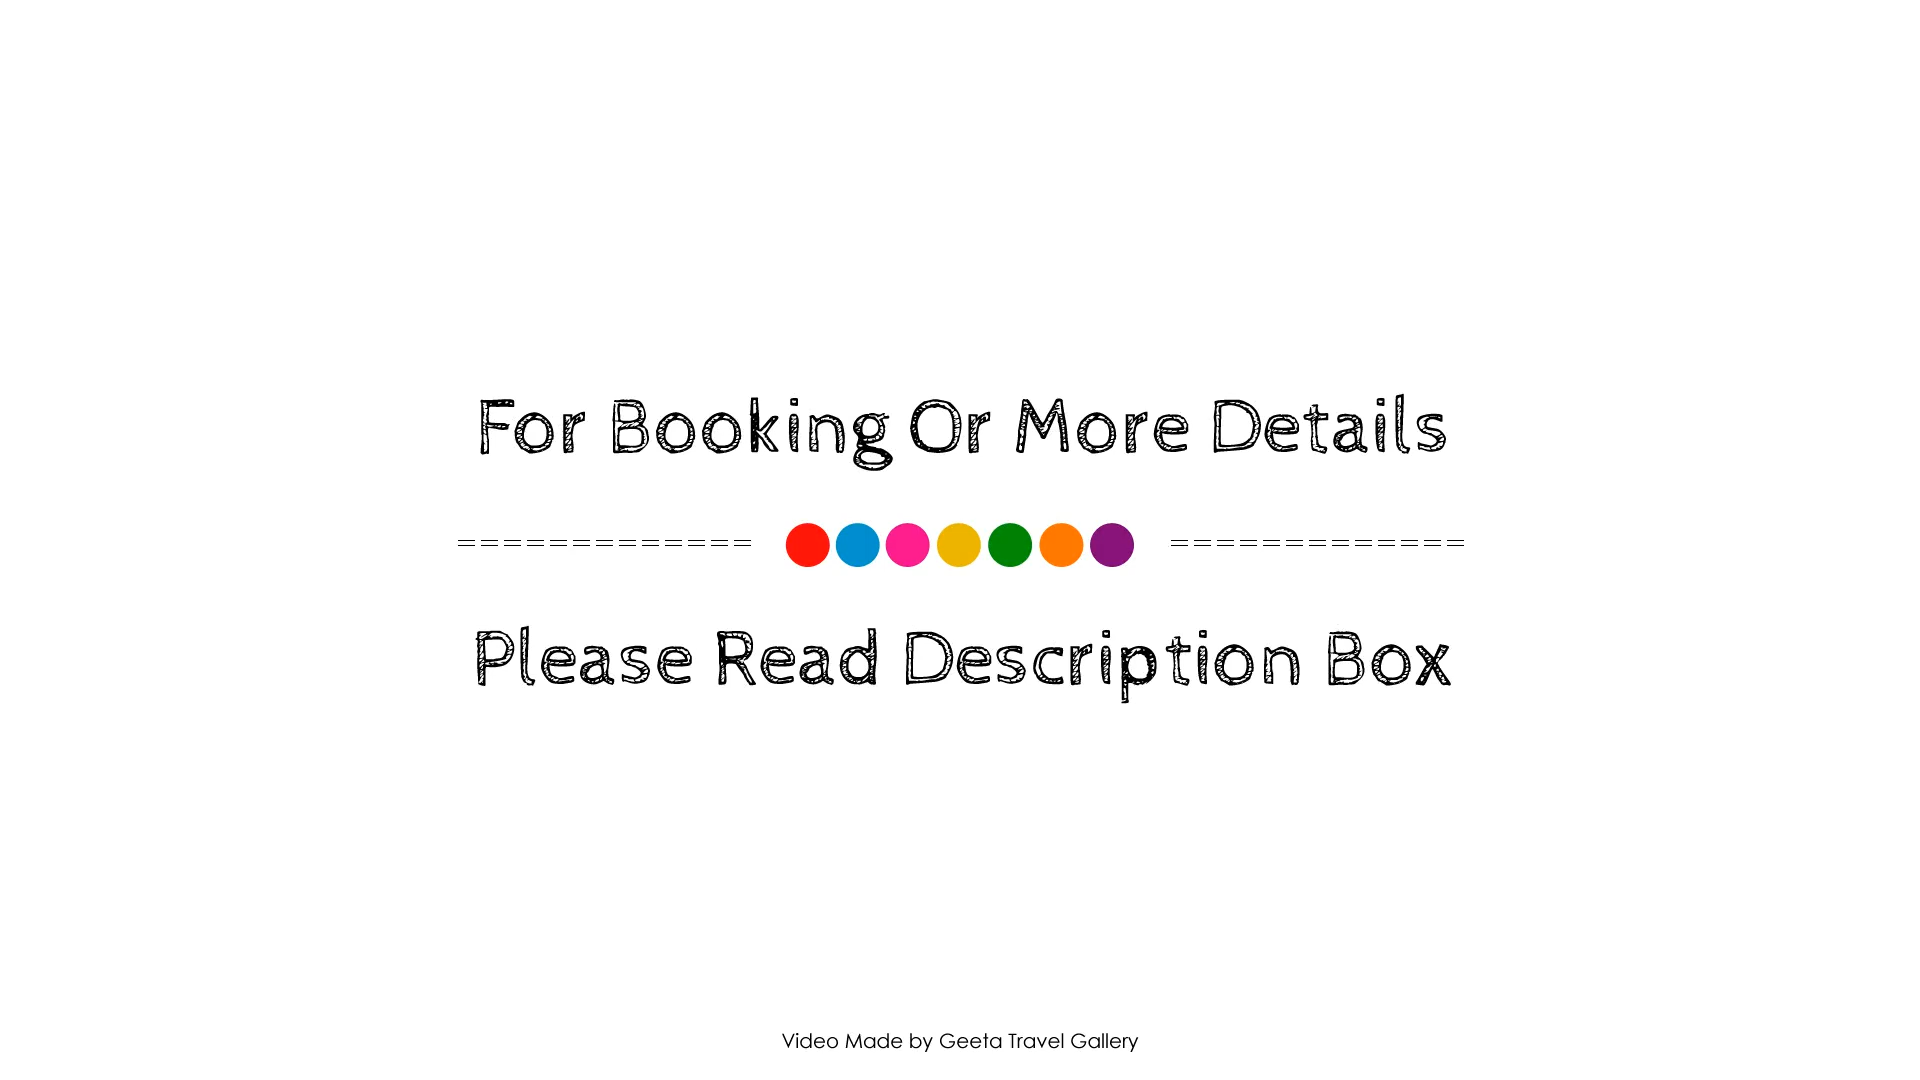 For Booking Or More Details
============= =============
Please Read Description Box
Video Made by Geeta Travel Gallery